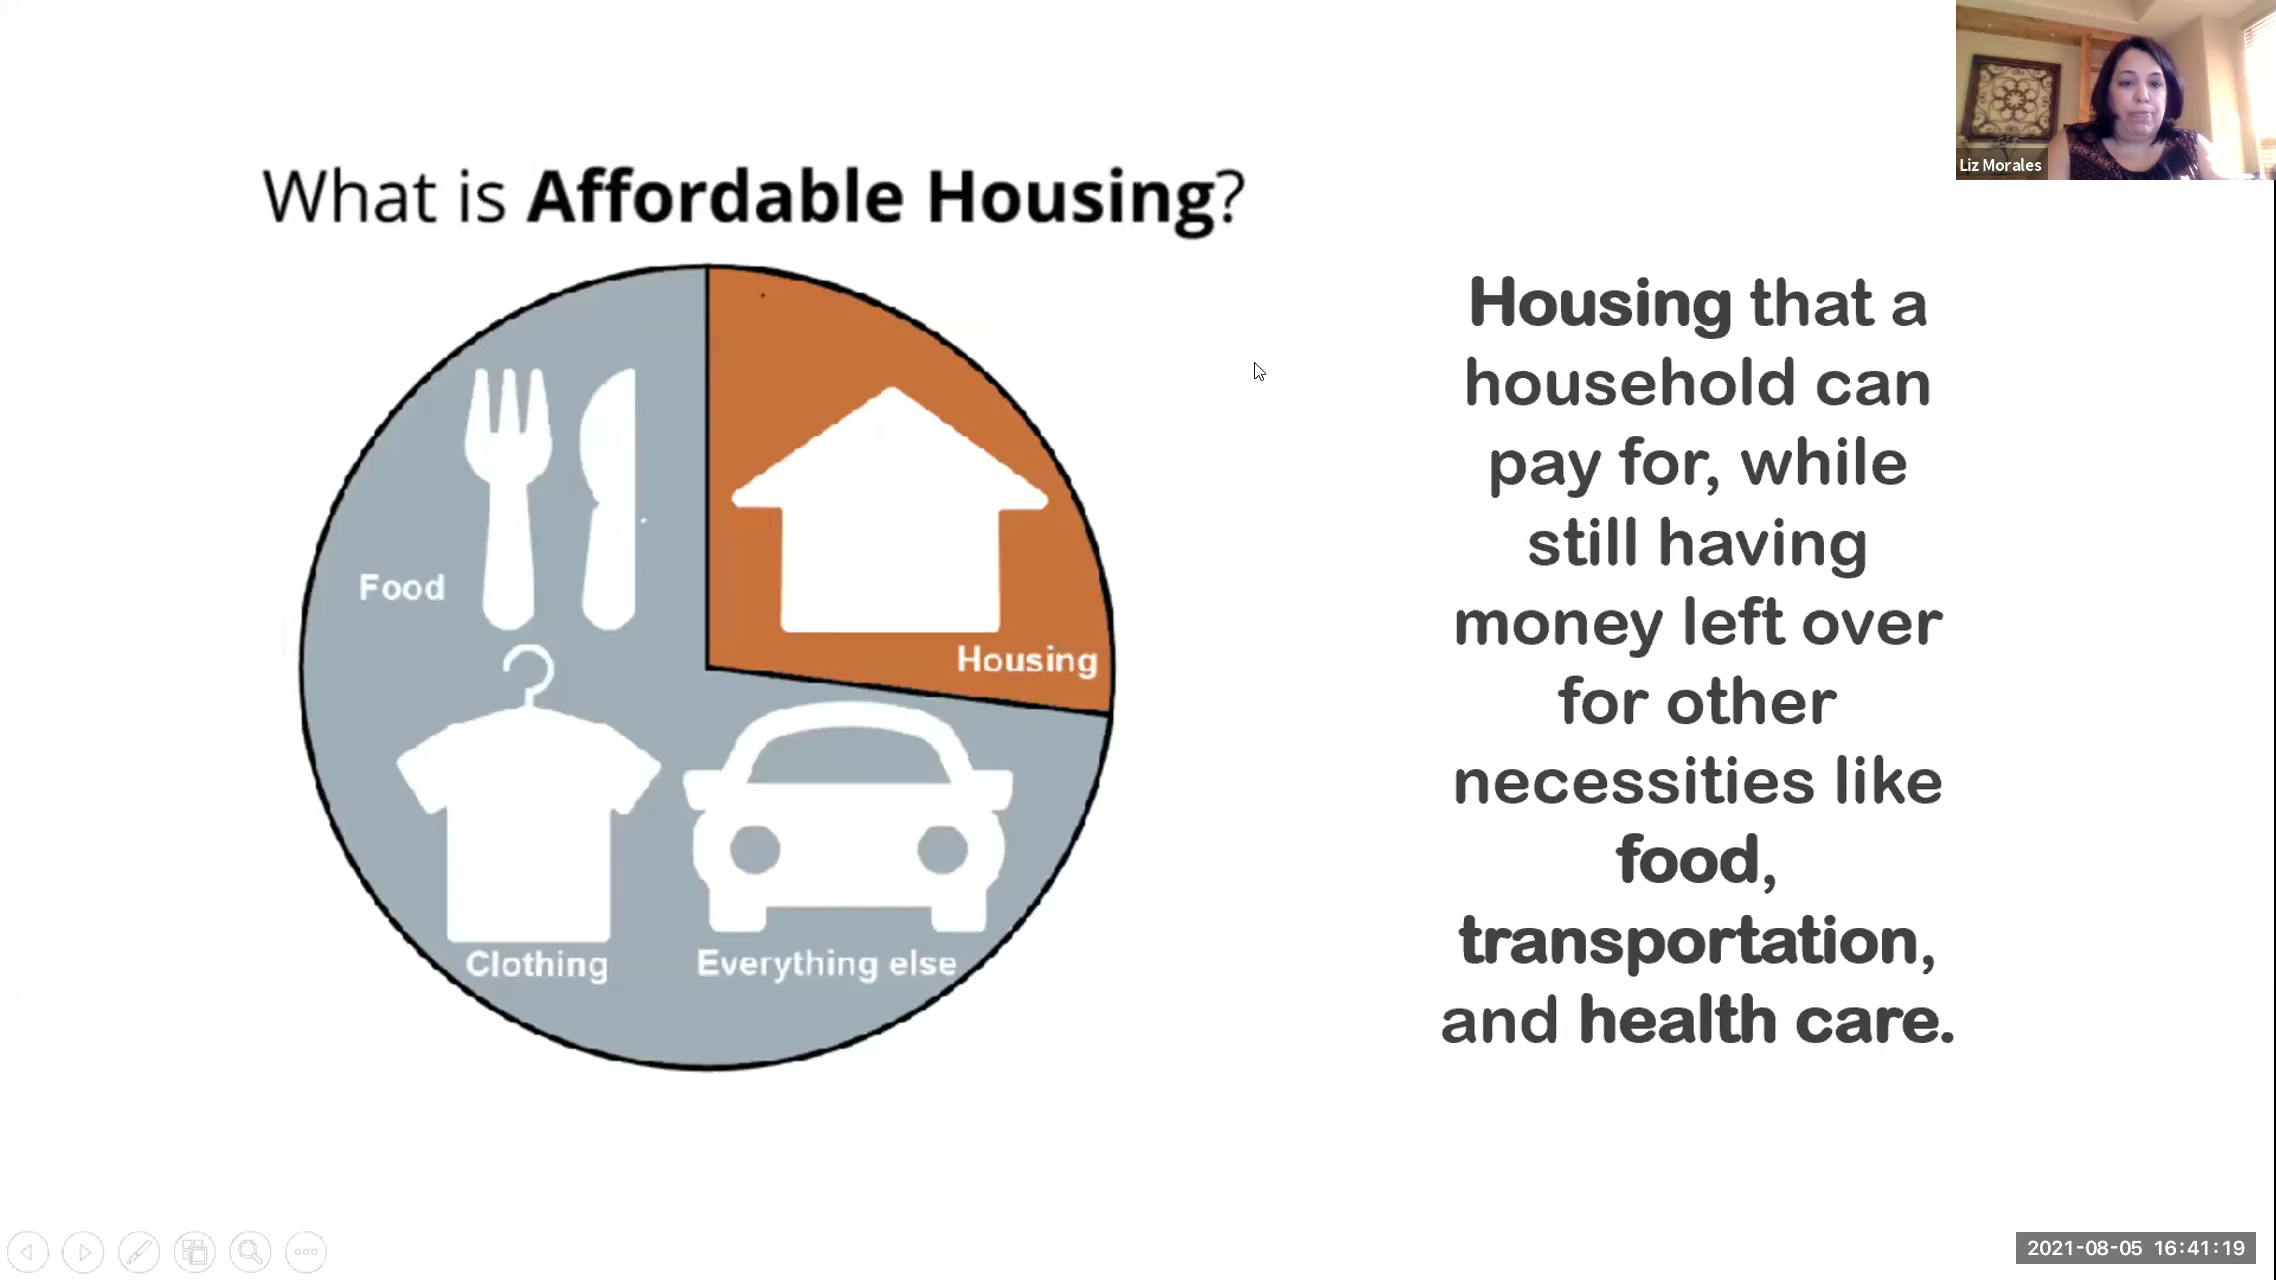 Liz Morales
What is Affordable Housing?
Food
Housing
Clothing
Everything else
Housing that a
household can
pay for, while
still having
money left over
for other
necessities like
food,
transportation,
and health care.
2021-08-05 16:41:19